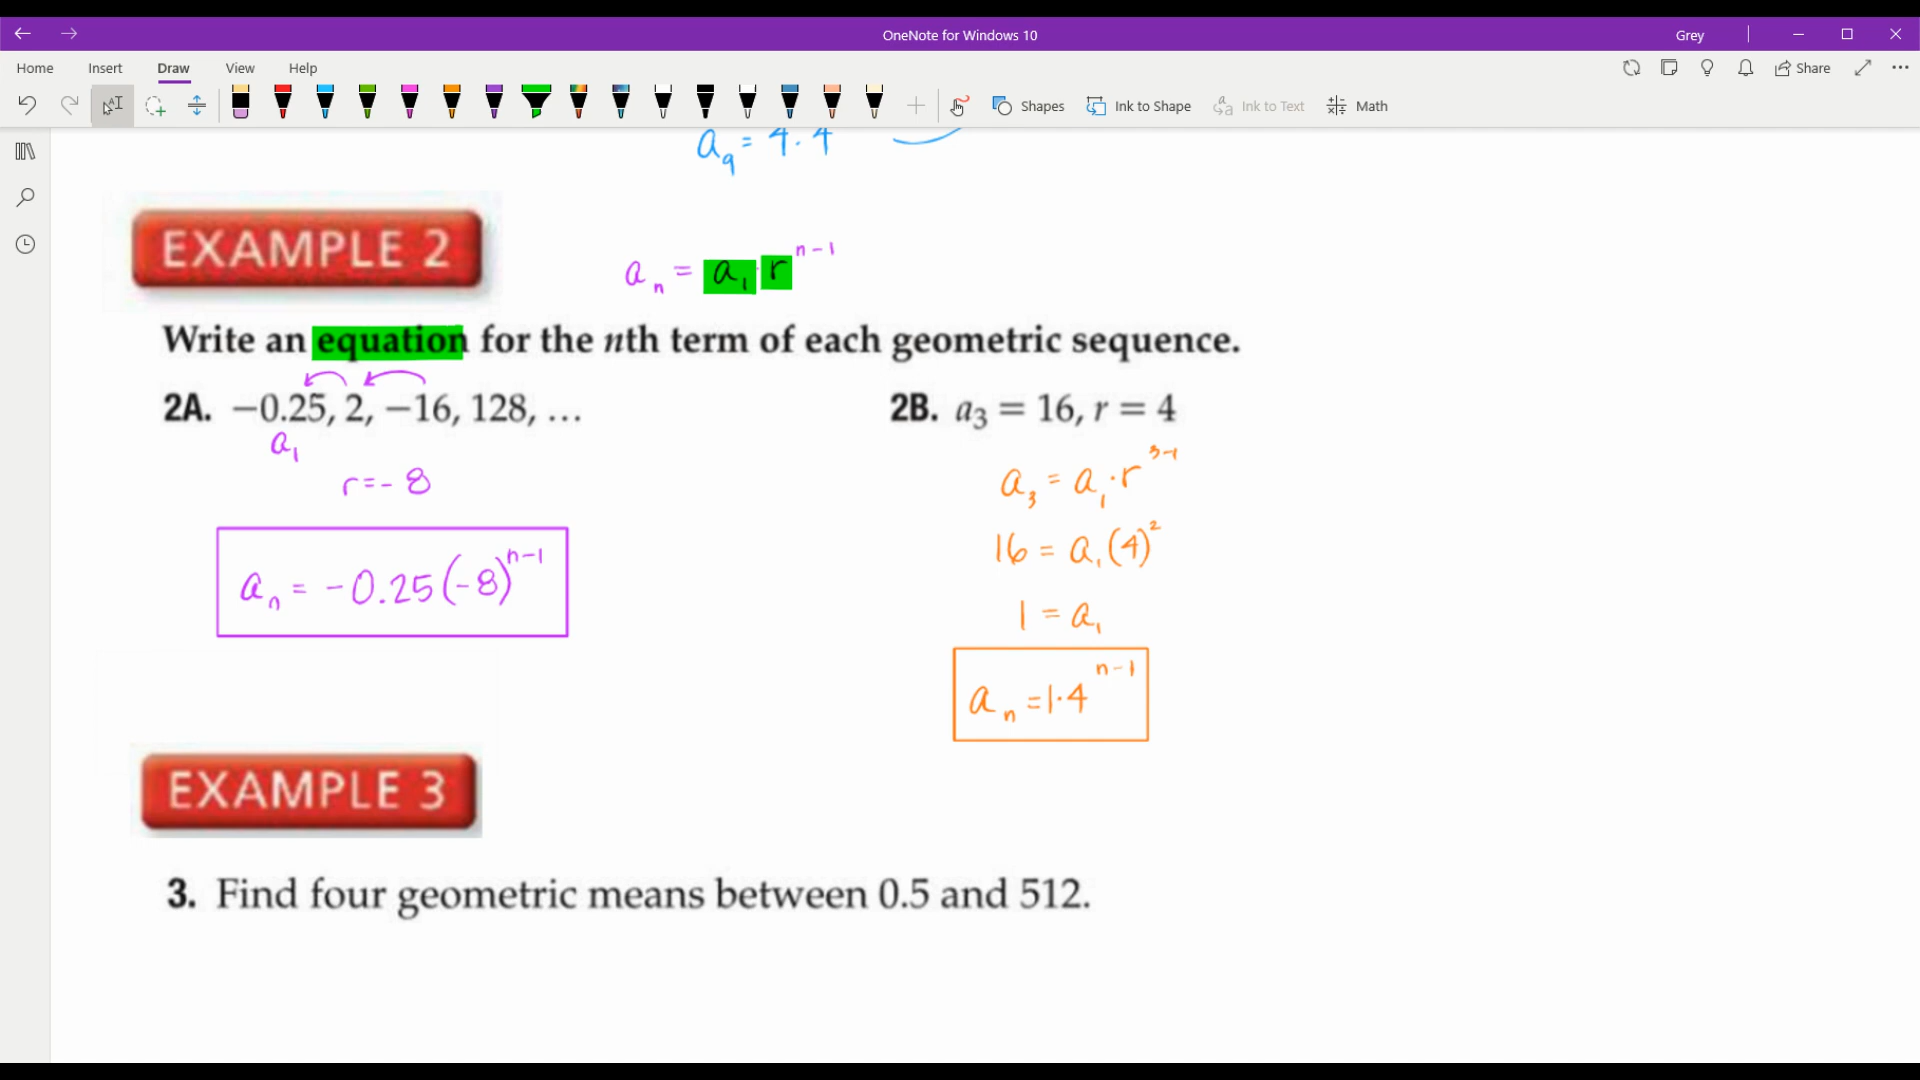 OneNote for Windows 10
Grey
Home Insert Draw View Help
Share
Shapes Ink to Shape Ink to Text Math
a₉ = 4·4
EXAMPLE 2
aₙ = a₁ r^(n-1)
Write an equation for the nth term of each geometric sequence.
2A. −0.25, 2, −16, 128, …
a₁
r = -8
aₙ = -0.25(-8)^(n-1)
2B. a₃ = 16, r = 4
a₃ = a₁·r^(3-1)
16 = a₁(4)²
1 = a₁
aₙ = 1·4^(n-1)
EXAMPLE 3
3. Find four geometric means between 0.5 and 512.